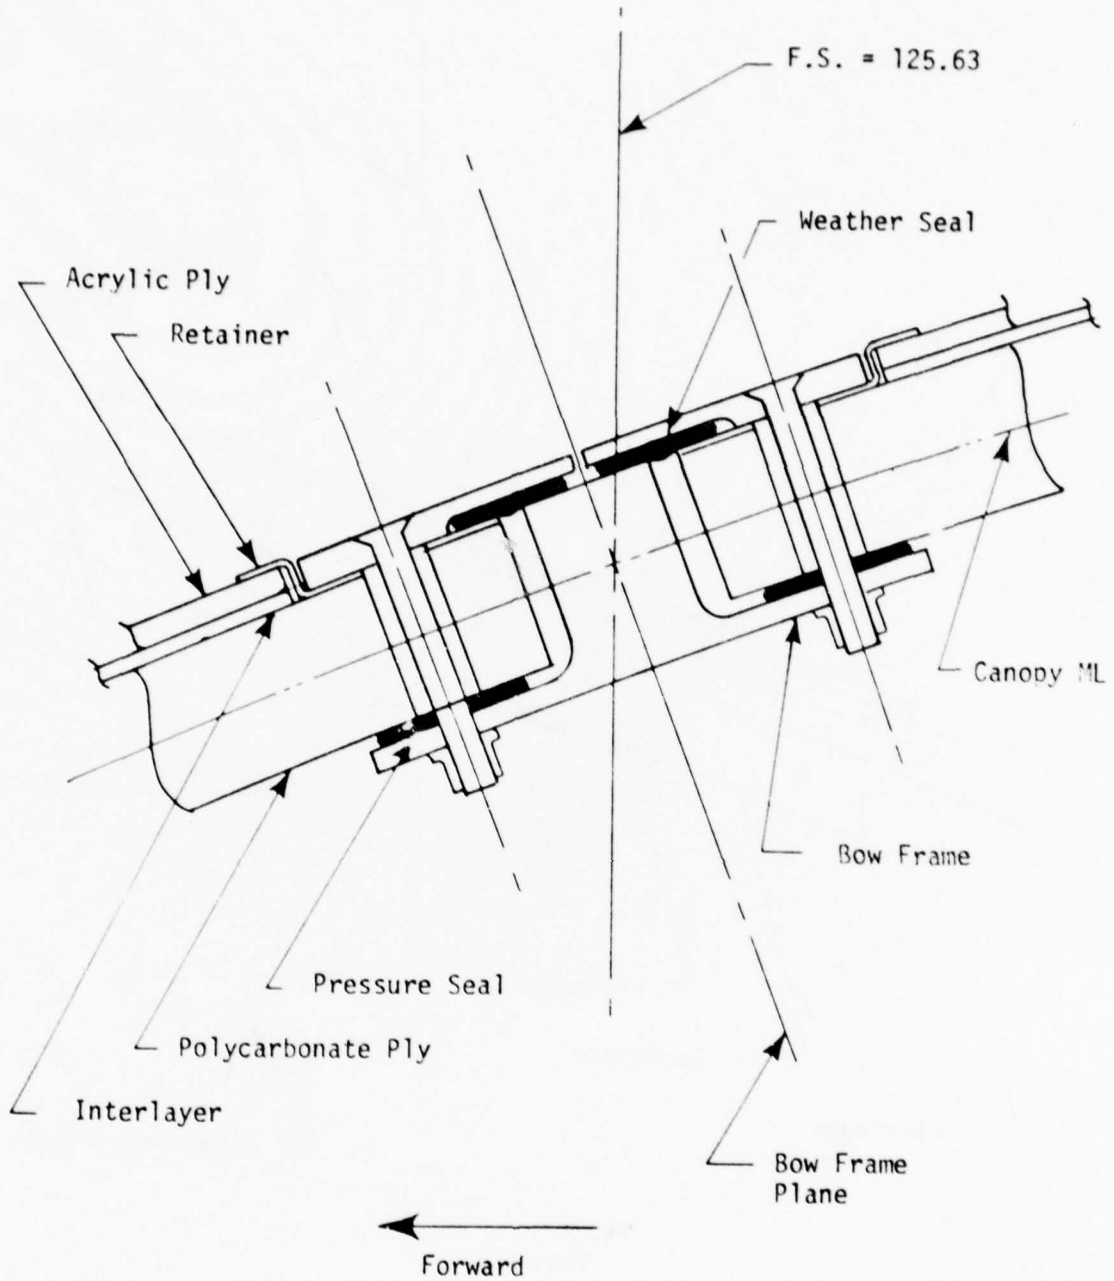 F.S. = 125.63
Weather Seal
Acrylic Ply
Retainer
Canopy ML
Bow Frame
Pressure Seal
Polycarbonate Ply
Interlayer
Bow Frame
Plane
Forward